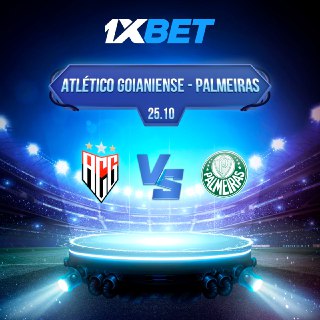 1XBET
ATLÉTICO GOIANIENSE - PALMEIRAS
25.10
ACG
VS
PALMEIRAS